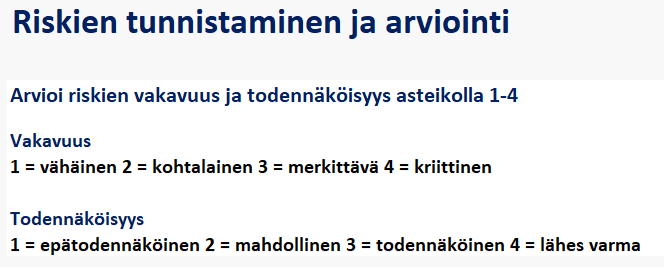 Riskien tunnistaminen ja arviointi
Arvioi riskien vakavuus ja todennäköisyys asteikolla 1-4
Vakavuus
1 = vähäinen 2 = kohtalainen 3 = merkittävä 4 = kriittinen
Todennäköisyys
1 = epätodennäköinen 2 = mahdollinen 3 = todennäköinen 4 = lähes varma